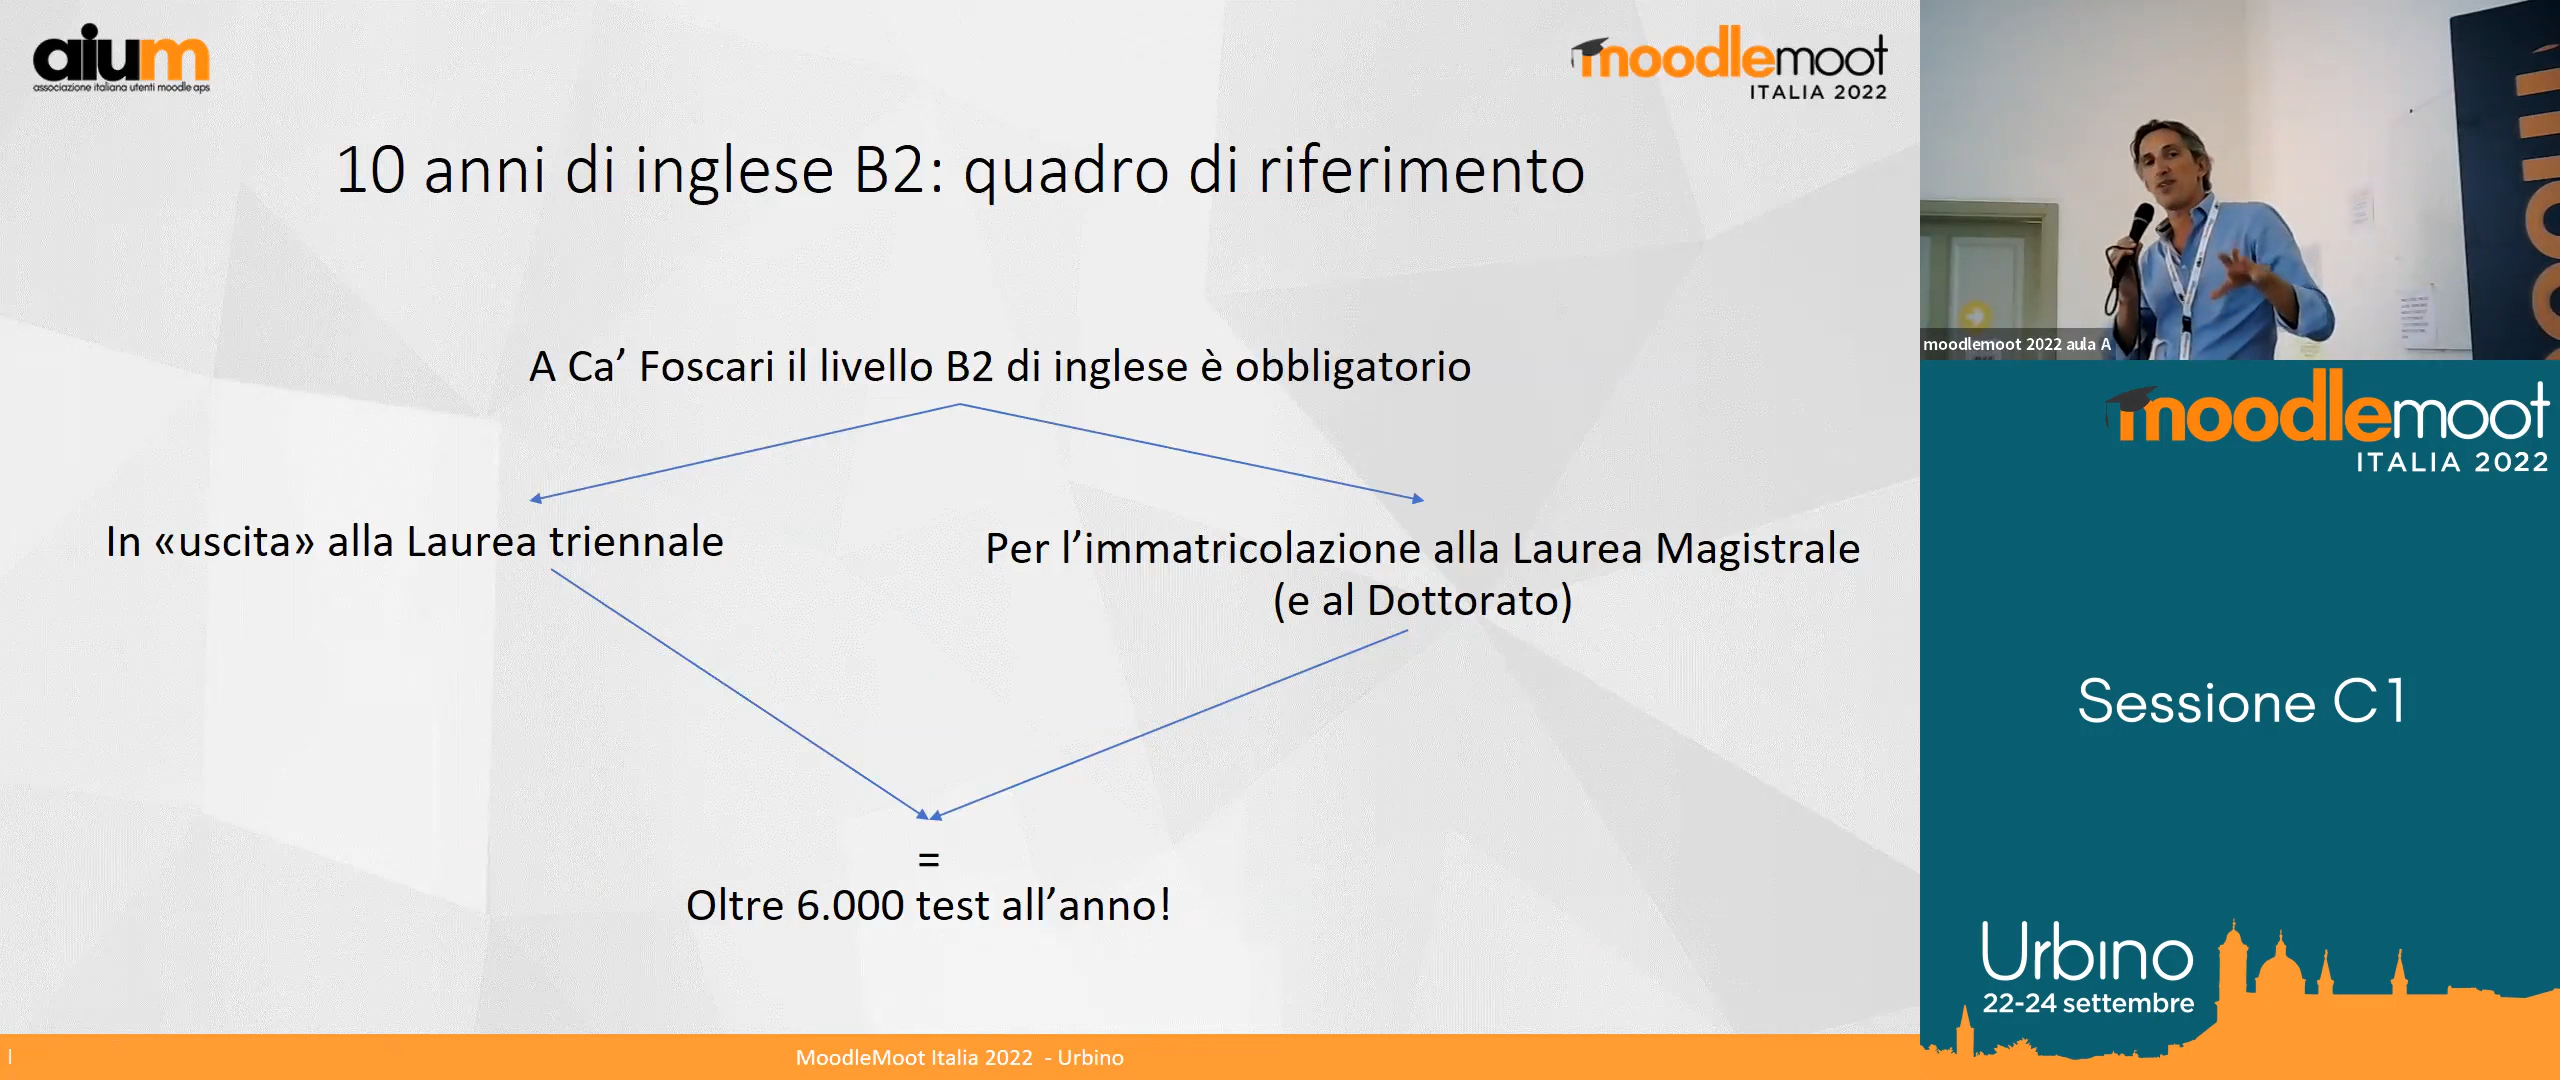 aium
associazione italiana utenti moodle aps
moodlemoot
ITALIA 2022
10 anni di inglese B2: quadro di riferimento
A Ca’ Foscari il livello B2 di inglese è obbligatorio
In «uscita» alla Laurea triennale
Per l’immatricolazione alla Laurea Magistrale
(e al Dottorato)
=
Oltre 6.000 test all’anno!
MoodleMoot Italia 2022 - Urbino
moodlemoot 2022 aula A
moodlemoot
ITALIA 2022
Sessione C1
Urbino
22-24 settembre